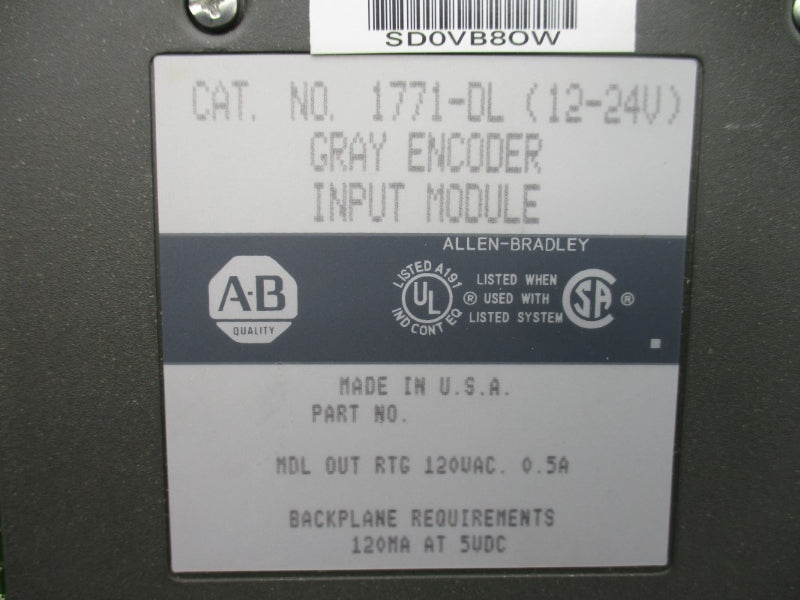 SD0VB8OW
CAT. NO. 1771-DL (12-24V)
GRAY ENCODER
INPUT MODULE
ALLEN-BRADLEY
A-B
QUALITY
LISTED A191
UL
IND CONT EQ
®
LISTED WHEN
USED WITH
LISTED SYSTEM
SA ®
MADE IN U.S.A.
PART NO.
MDL OUT RTG 120VAC. 0.5A
BACKPLANE REQUIREMENTS
120MA AT 5VDC